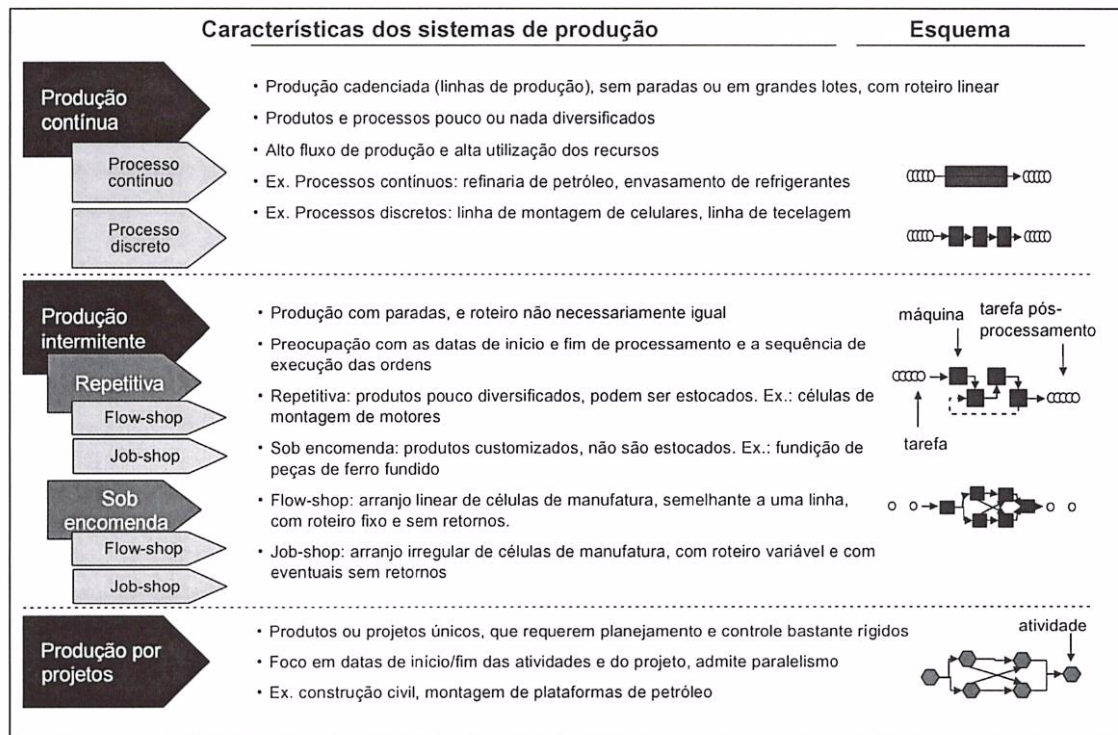 Características dos sistemas de produção
Esquema
Produção
contínua
Processo
contínuo
Processo
discreto
• Produção cadenciada (linhas de produção), sem paradas ou em grandes lotes, com roteiro linear
• Produtos e processos pouco ou nada diversificados
• Alto fluxo de produção e alta utilização dos recursos
• Ex. Processos contínuos: refinaria de petróleo, envasamento de refrigerantes
• Ex. Processos discretos: linha de montagem de celulares, linha de tecelagem
Produção
intermitente
Repetitiva
Flow-shop
Job-shop
Sob
encomenda
Flow-shop
Job-shop
• Produção com paradas, e roteiro não necessariamente igual
• Preocupação com as datas de início e fim de processamento e a sequência de
execução das ordens
• Repetitiva: produtos pouco diversificados, podem ser estocados. Ex.: células de
montagem de motores
• Sob encomenda: produtos customizados, não são estocados. Ex.: fundição de
peças de ferro fundido
• Flow-shop: arranjo linear de células de manufatura, semelhante a uma linha,
com roteiro fixo e sem retornos.
• Job-shop: arranjo irregular de células de manufatura, com roteiro variável e com
eventuais sem retornos
máquina
tarefa pós-
processamento
tarefa
Produção por
projetos
• Produtos ou projetos únicos, que requerem planejamento e controle bastante rígidos
• Foco em datas de início/fim das atividades e do projeto, admite paralelismo
• Ex. construção civil, montagem de plataformas de petróleo
atividade